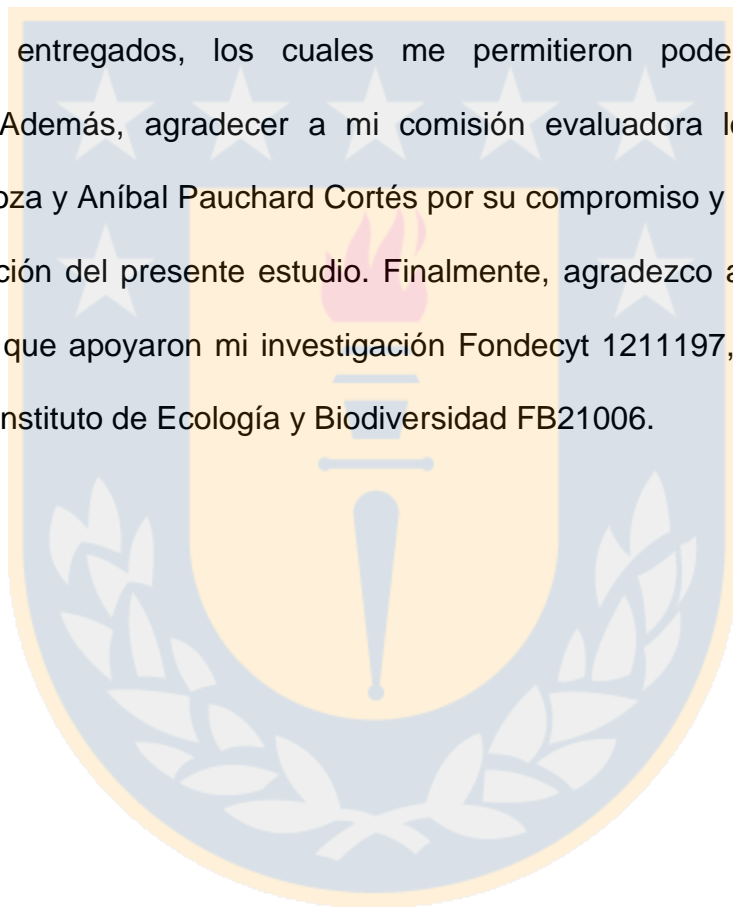 entregados, los cuales me permitieron pode
Además, agradecer a mi comisión evaluadora l
oza y Aníbal Pauchard Cortés por su compromiso y
ción del presente estudio. Finalmente, agradezco a
que apoyaron mi investigación Fondecyt 1211197,
nstituto de Ecología y Biodiversidad FB21006.